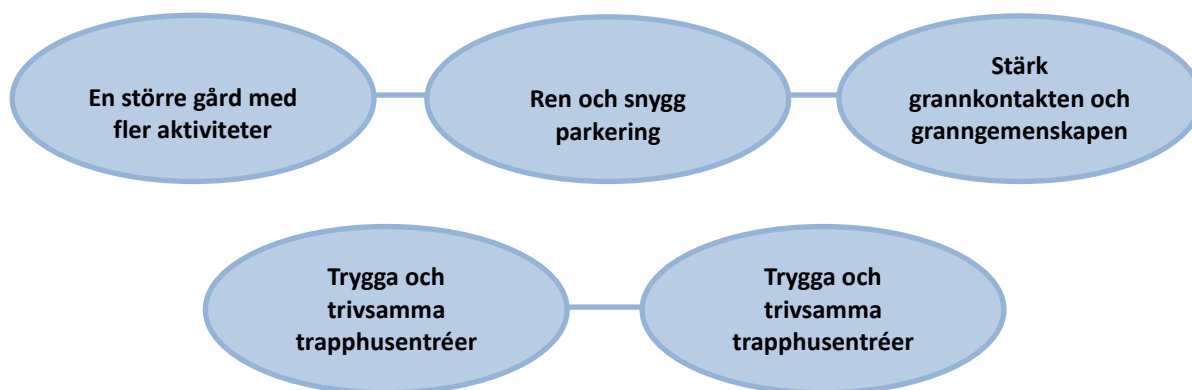 En större gård med
fler aktiviteter
Ren och snygg
parkering
Stärk
grannkontakten och
granngemenskapen
Trygga och
trivsamma
trapphusentréer
Trygga och
trivsamma
trapphusentréer